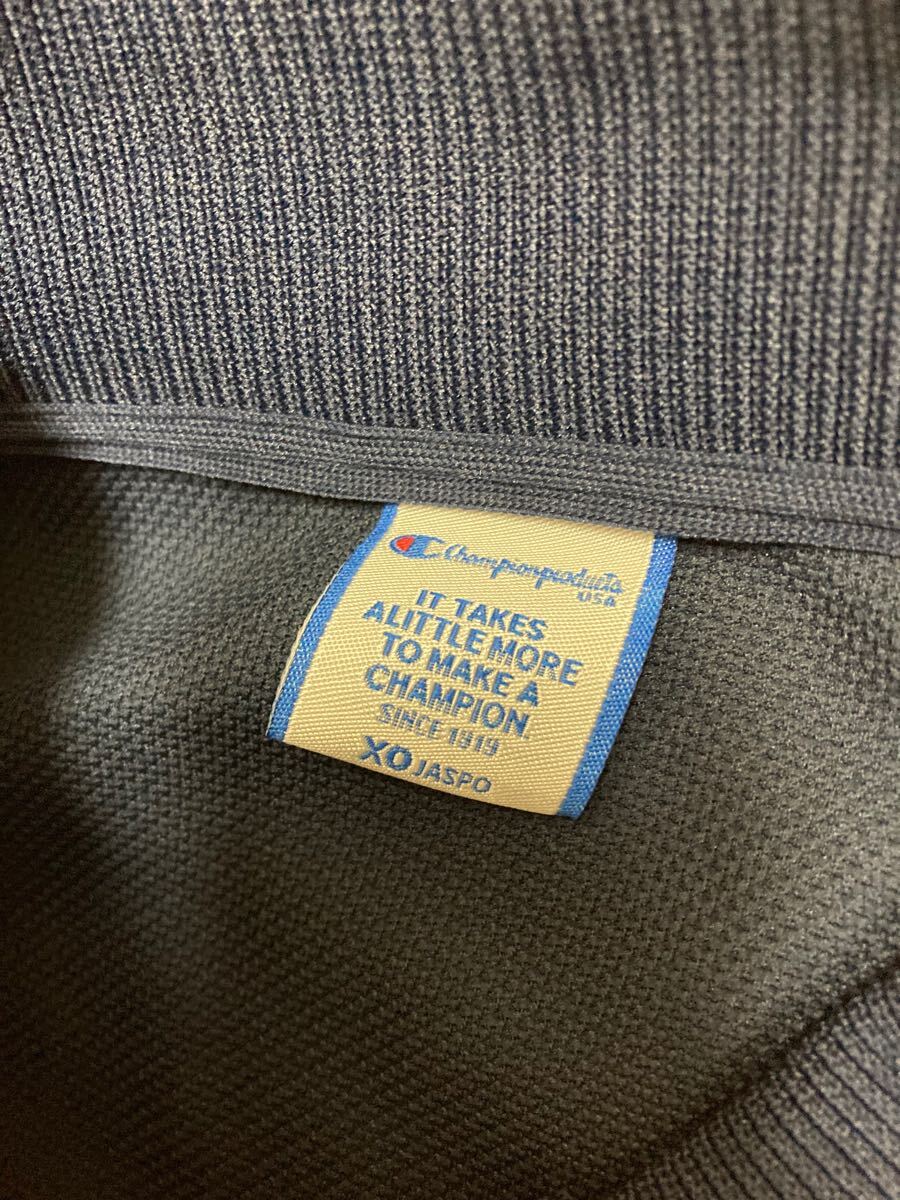 Championproducts
USA
IT TAKES
A LITTLE MORE
TO MAKE A
CHAMPION.
SINCE 1919
XO JASPO